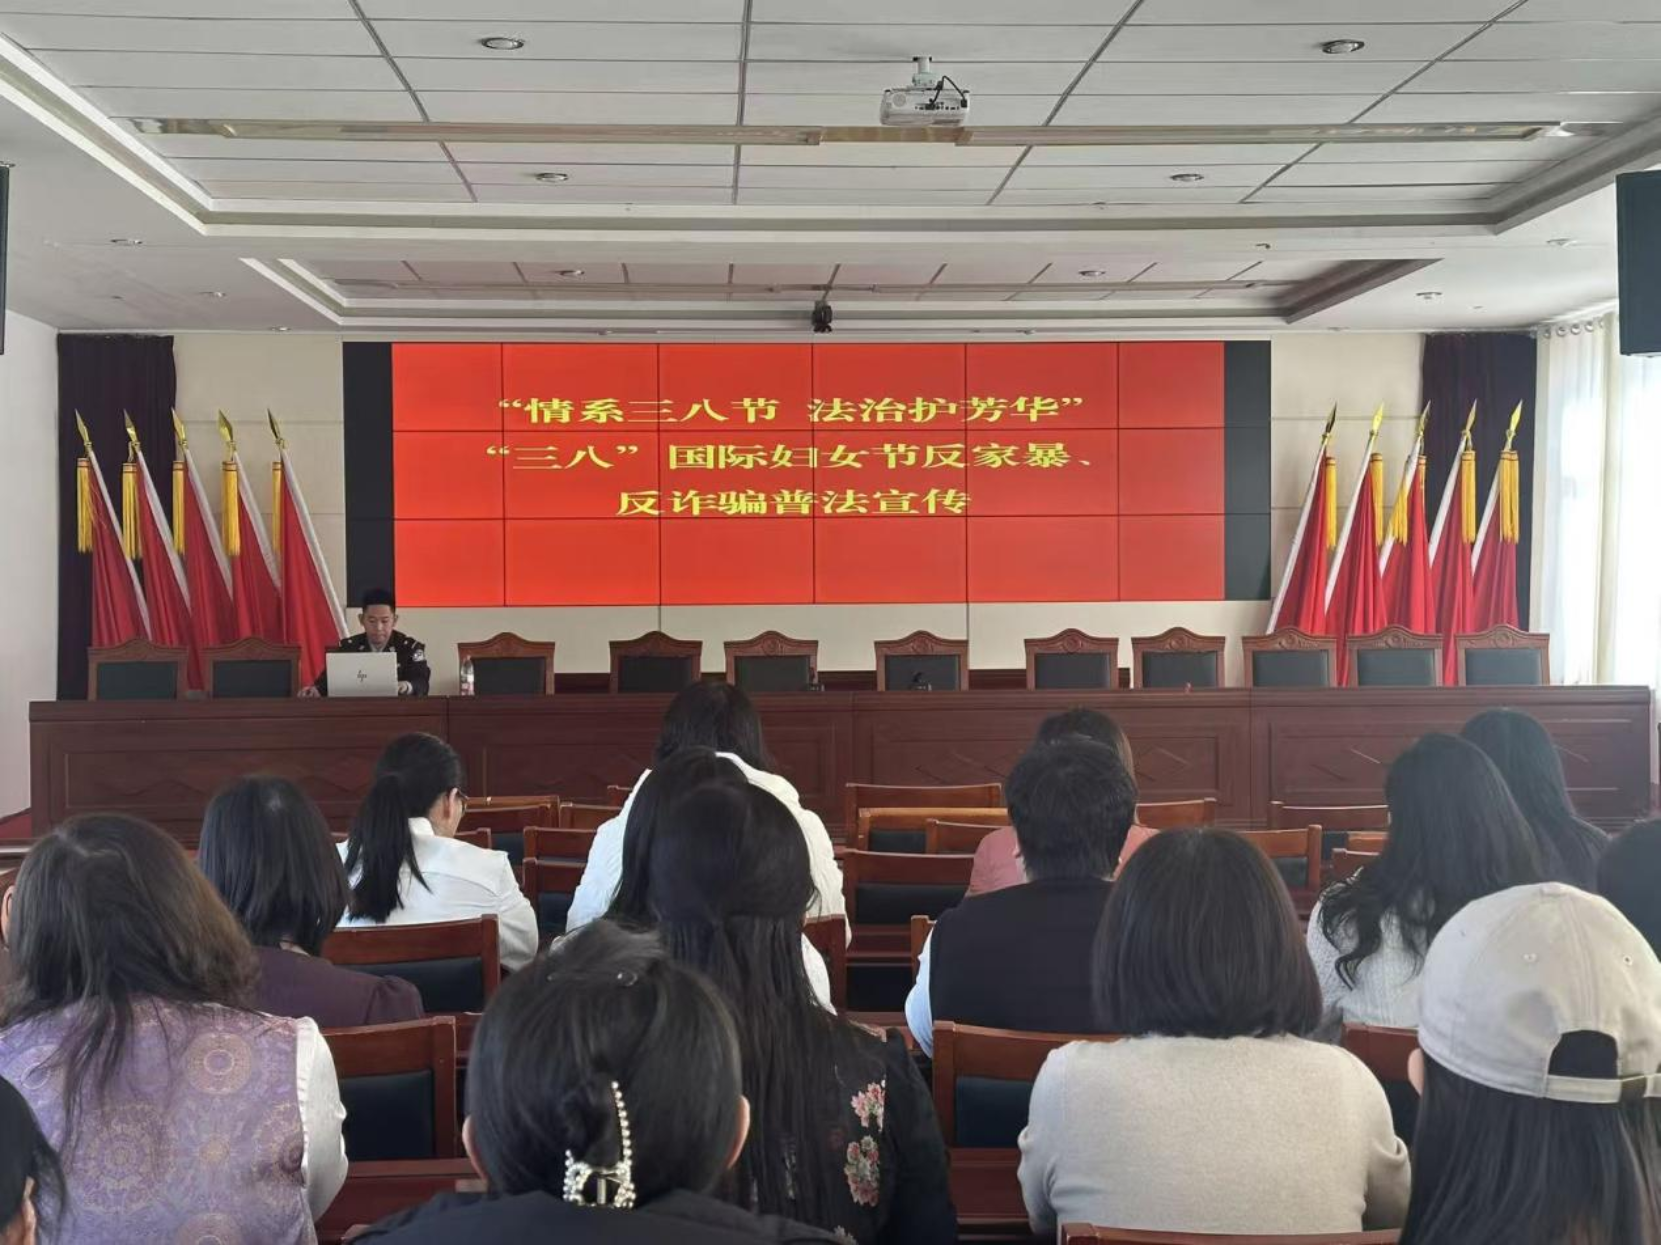 “情系三八节 法治护芳华”
“三八”国际妇女节反家暴、
反诈骗普法宣传
hp